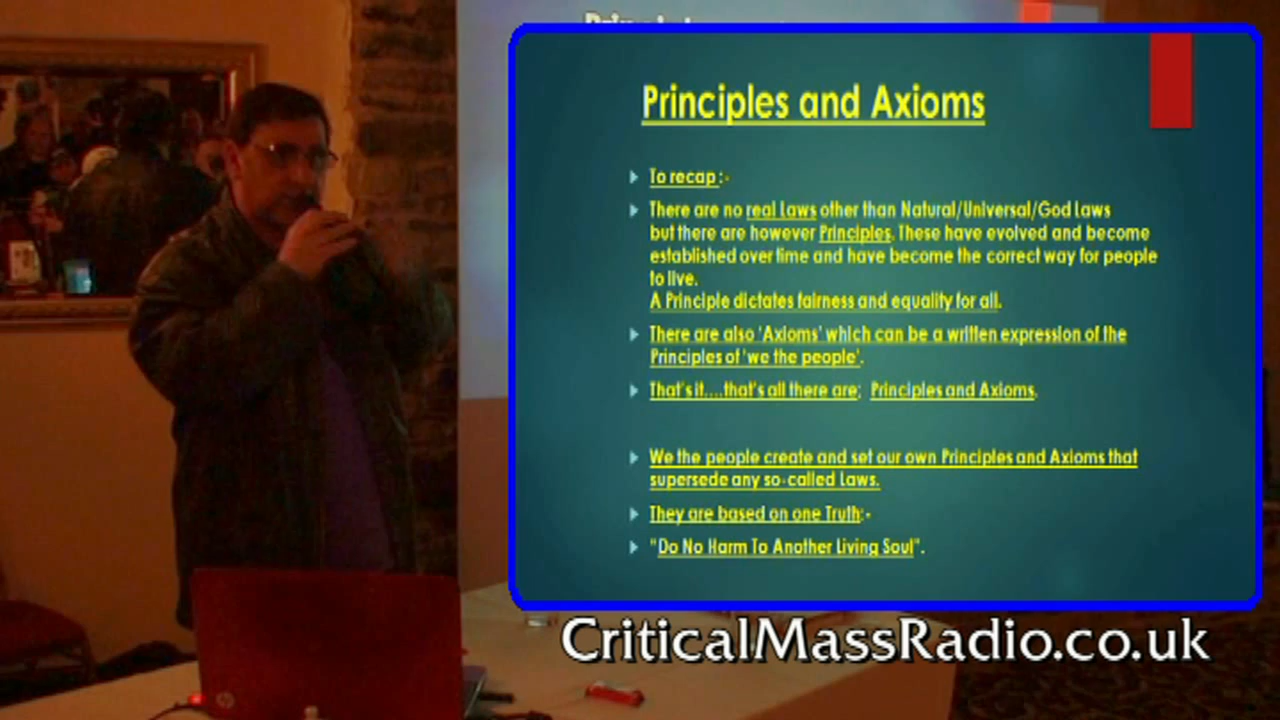 Principles and Axioms
To recap :-
There are no real Laws other than Natural/Universal/God Laws
but there are however Principles. These have evolved and become
established over time and have become the correct way for people
to live.
A Principle dictates fairness and equality for all.
There are also 'Axioms' which can be a written expression of the
Principles of 'we the people'.
That's it....that's all there are; Principles and Axioms.
We the people create and set our own Principles and Axioms that
supersede any so-called Laws.
They are based on one Truth:-
"Do No Harm To Another Living Soul".
CriticalMassRadio.co.uk
hp